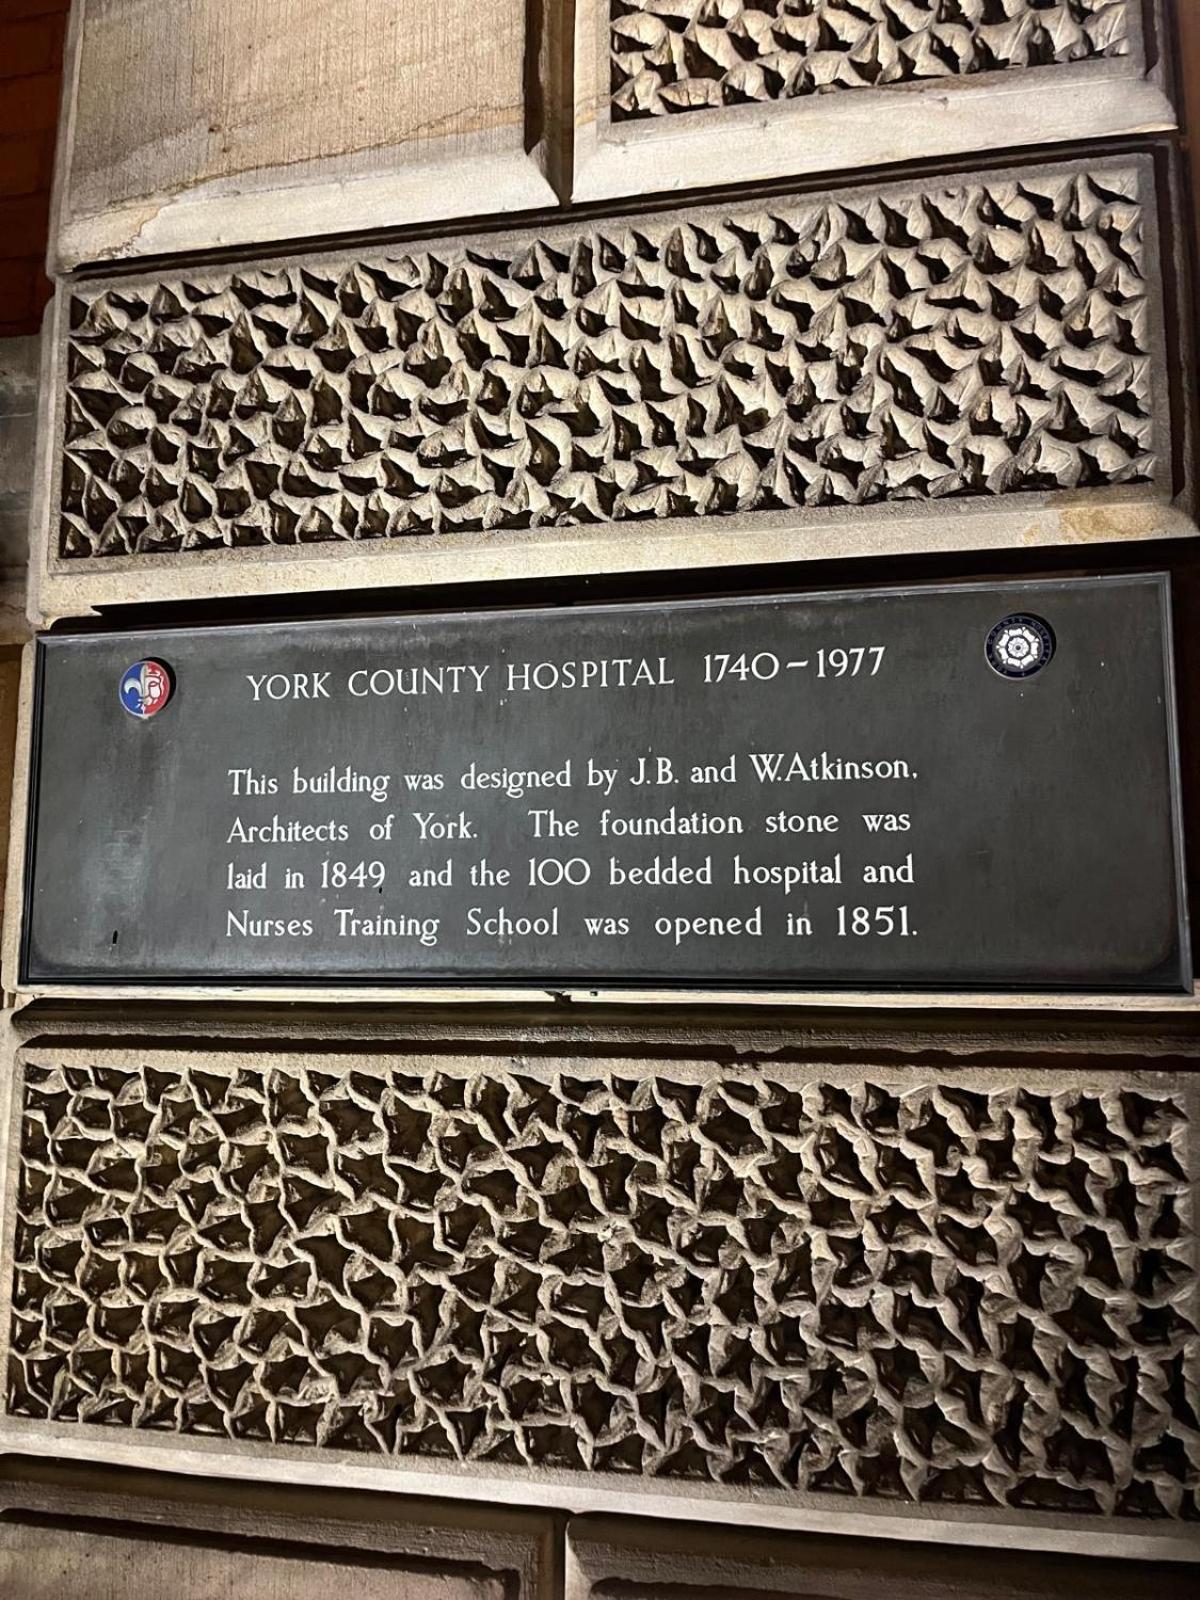 YORK COUNTY HOSPITAL 1740-1977
This building was designed by J.B. and W.Atkinson,
Architects of York. The foundation stone was
laid in 1849 and the 100 bedded hospital and
Nurses Training School was opened in 1851.